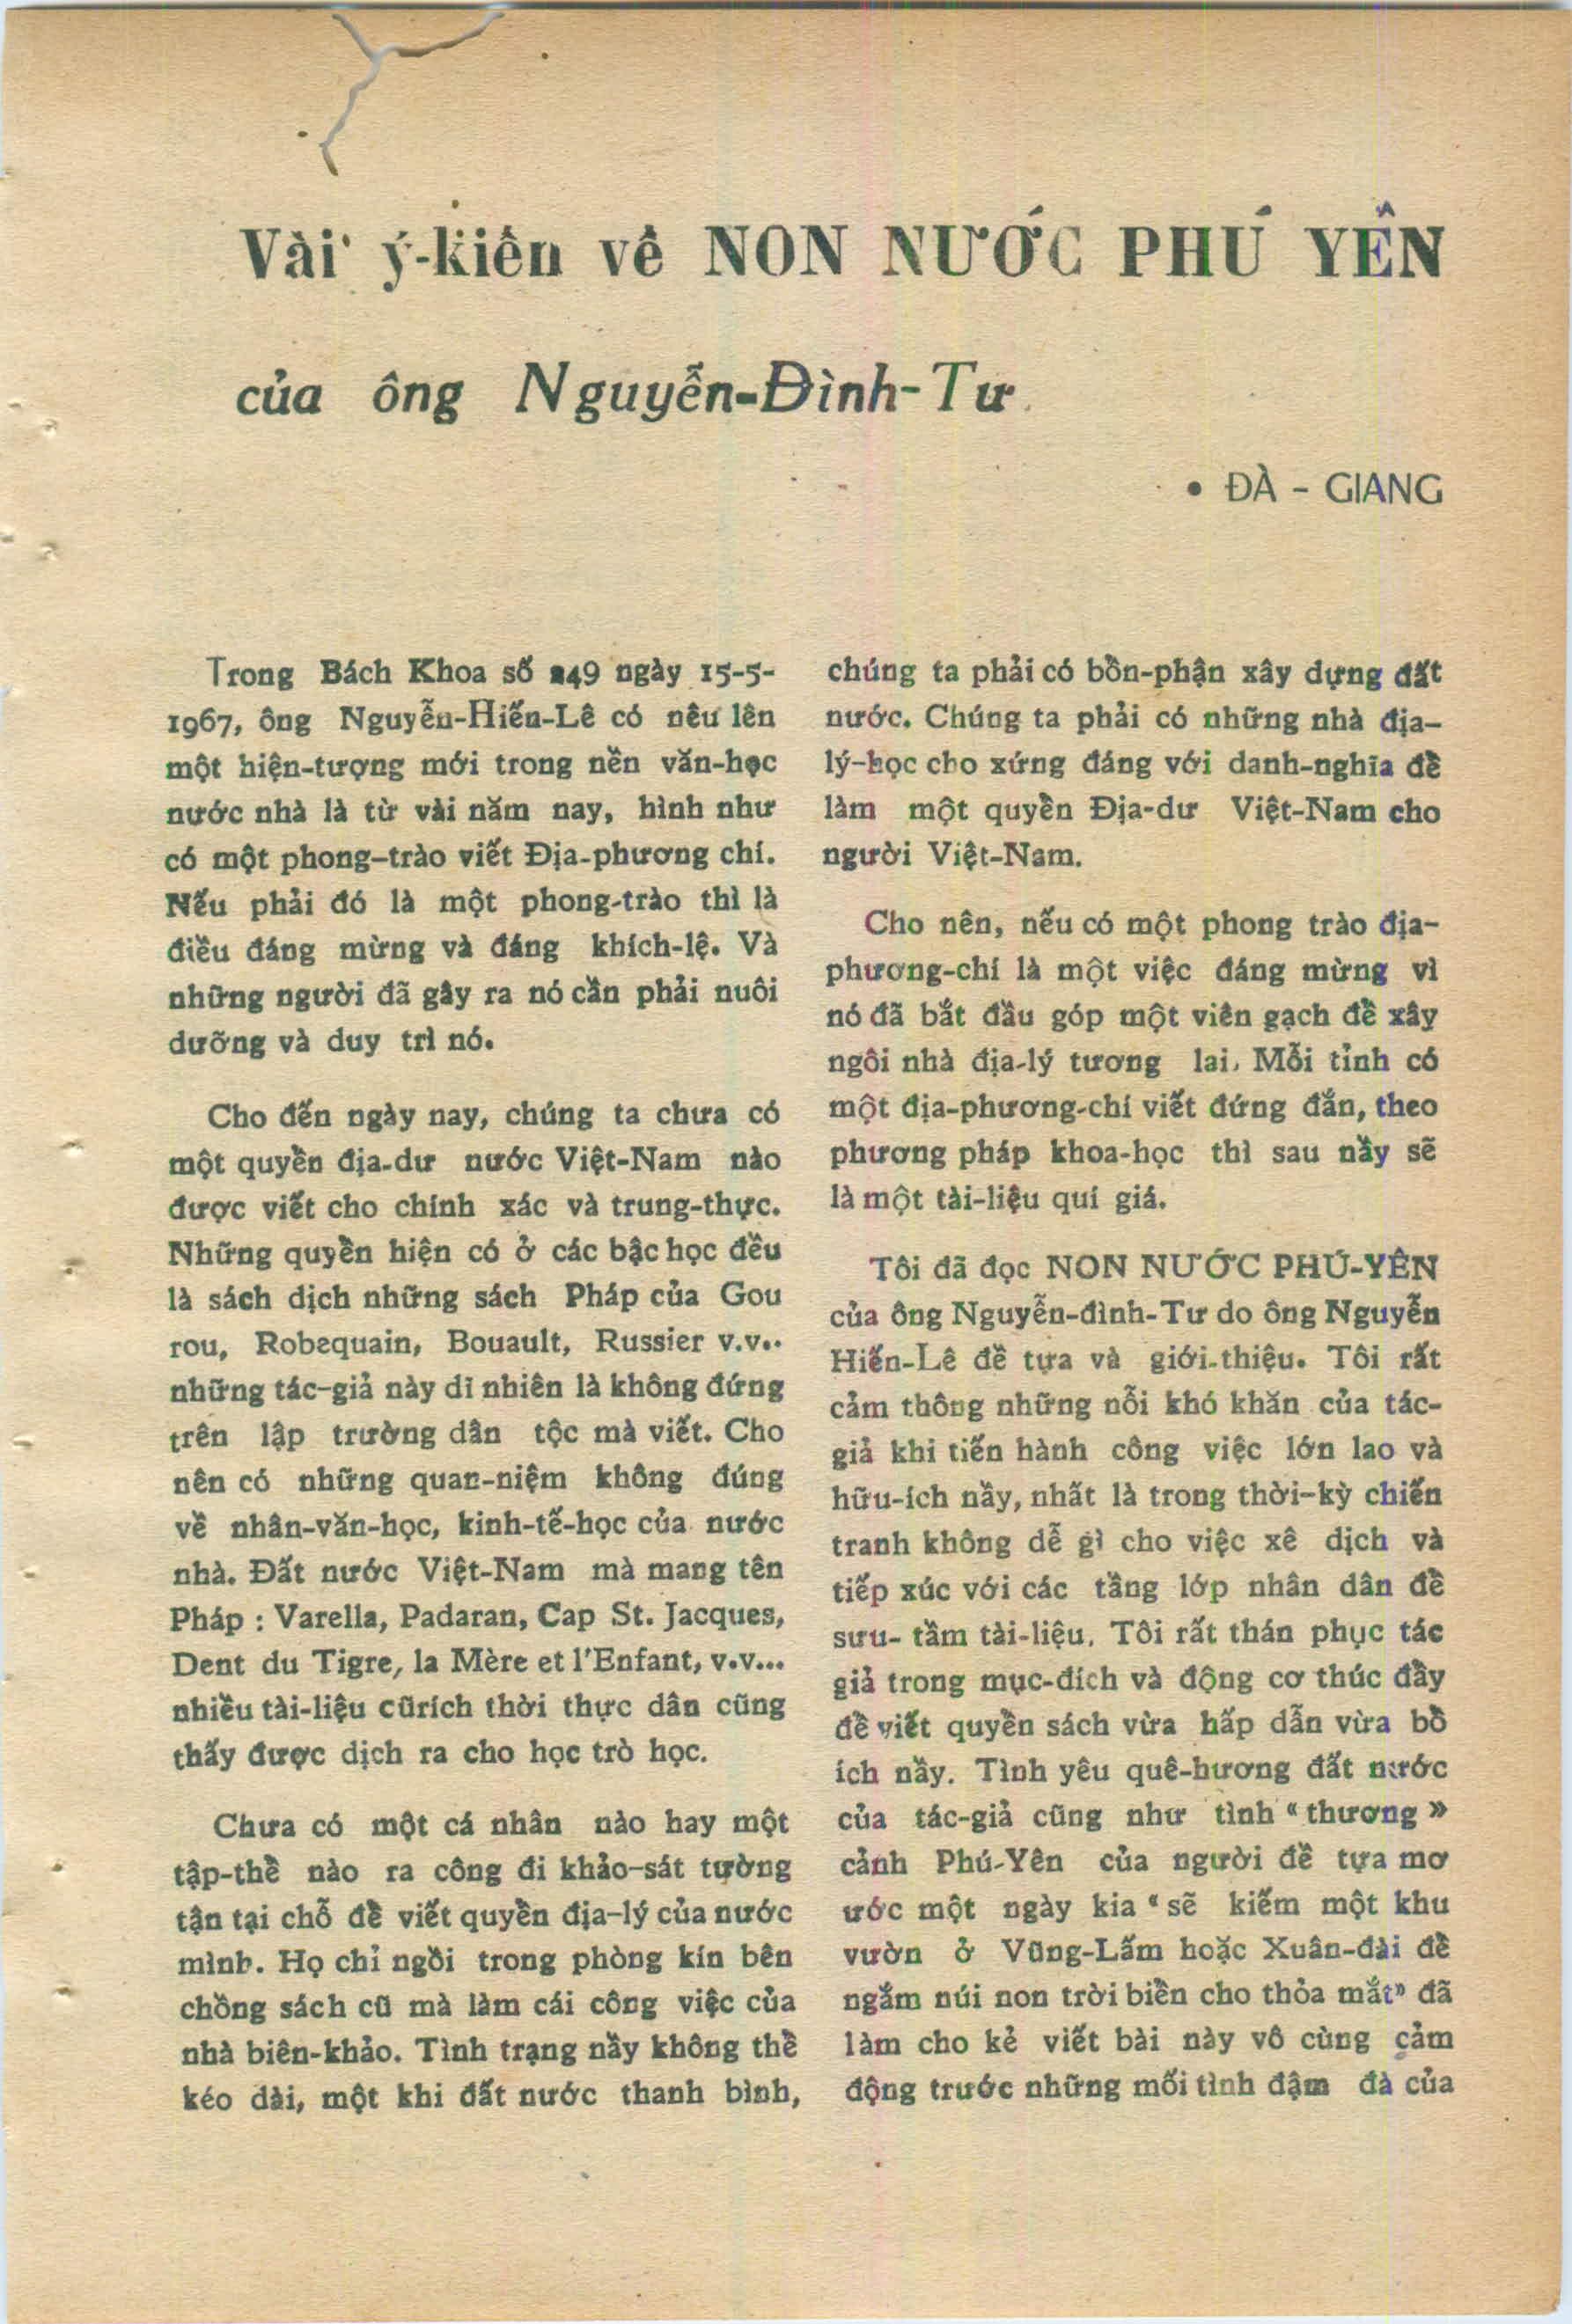 Vài ý-kiến về NON NƯỚC PHÚ YÊN
của ông Nguyễn-Đình-Tư
• ĐÀ - GIANG
Trong Bách Khoa số 249 ngày 15-5-
1967, ông Nguyễn-Hiến-Lê có nêu lên
một hiện-tượng mới trong nền văn-học
nước nhà là từ vài năm nay, hình như
có một phong-trào viết Địa-phương chí.
Nếu phải đó là một phong-trào thì là
điều đáng mừng và đáng khích-lệ. Và
những người đã gây ra nó cần phải nuôi
dưỡng và duy trì nó.
Cho đến ngày nay, chúng ta chưa có
một quyển địa-dư nước Việt-Nam nào
được viết cho chính xác và trung-thực.
Những quyển hiện có ở các bậc học đều
là sách dịch những sách Pháp của Gou
rou, Robequain, Bouault, Russier v.v..
những tác-giả này dĩ nhiên là không đứng
trên lập trường dân tộc mà viết. Cho
nên có những quan-niệm không đúng
về nhân-văn-học, kinh-tế-học của nước
nhà. Đất nước Việt-Nam mà mang tên
Pháp : Varella, Padaran, Cap St. Jacques,
Dent du Tigre, la Mère et l'Enfant, v.v...
nhiều tài-liệu cũrích thời thực dân cũng
thấy được dịch ra cho học trò học.
Chưa có một cá nhân nào hay một
tập-thể nào ra công đi khảo-sát tường
tận tại chỗ để viết quyển địa-lý của nước
mình. Họ chỉ ngồi trong phòng kín bên
chồng sách cũ mà làm cái công việc của
nhà biên-khảo. Tình trạng nầy không thể
kéo dài, một khi đất nước thanh bình,
chúng ta phải có bổn-phận xây dựng đất
nước. Chúng ta phải có những nhà địa-
lý-học cho xứng đáng với danh-nghĩa để
làm một quyển Địa-dư Việt-Nam cho
người Việt-Nam.
Cho nên, nếu có một phong trào địa-
phương-chí là một việc đáng mừng vì
nó đã bắt đầu góp một viên gạch để xây
ngôi nhà địa-lý tương lai. Mỗi tỉnh có
một địa-phương-chí viết đứng đắn, theo
phương pháp khoa-học thì sau nầy sẽ
là một tài-liệu quí giá.
Tôi đã đọc NON NƯỚC PHÚ-YÊN
của ông Nguyễn-đình-Tư do ông Nguyễn
Hiến-Lê đề tựa và giới-thiệu. Tôi rất
cảm thông những nỗi khó khăn của tác-
giả khi tiến hành công việc lớn lao và
hữu-ích nầy, nhất là trong thời-kỳ chiến
tranh không dễ gì cho việc xê dịch và
tiếp xúc với các tầng lớp nhân dân để
sưu- tầm tài-liệu. Tôi rất thán phục tác
giả trong mục-đích và động cơ thúc đẩy
để viết quyển sách vừa hấp dẫn vừa bổ
ích nầy. Tình yêu quê-hương đất nước
của tác-giả cũng như tình “ thương ”
cảnh Phú-Yên của người đề tựa mơ
ước một ngày kia “ sẽ kiếm một khu
vườn ở Vũng-Lấm hoặc Xuân-đài để
ngắm núi non trời biển cho thỏa mắt” đã
làm cho kẻ viết bài này vô cùng cảm
động trước những mối tình đậm đà của